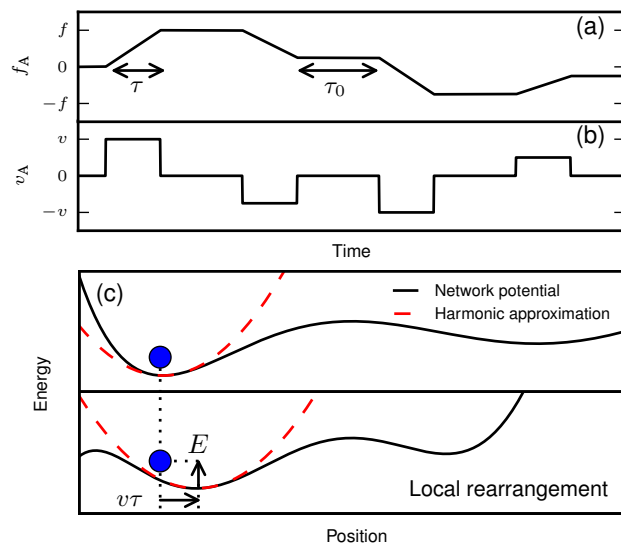 (a)
f
0
−f
f_A
τ
τ_0
(b)
v
0
−v
v_A
Time
(c)
Network potential
Harmonic approximation
Energy
E
vτ
Local rearrangement
Position